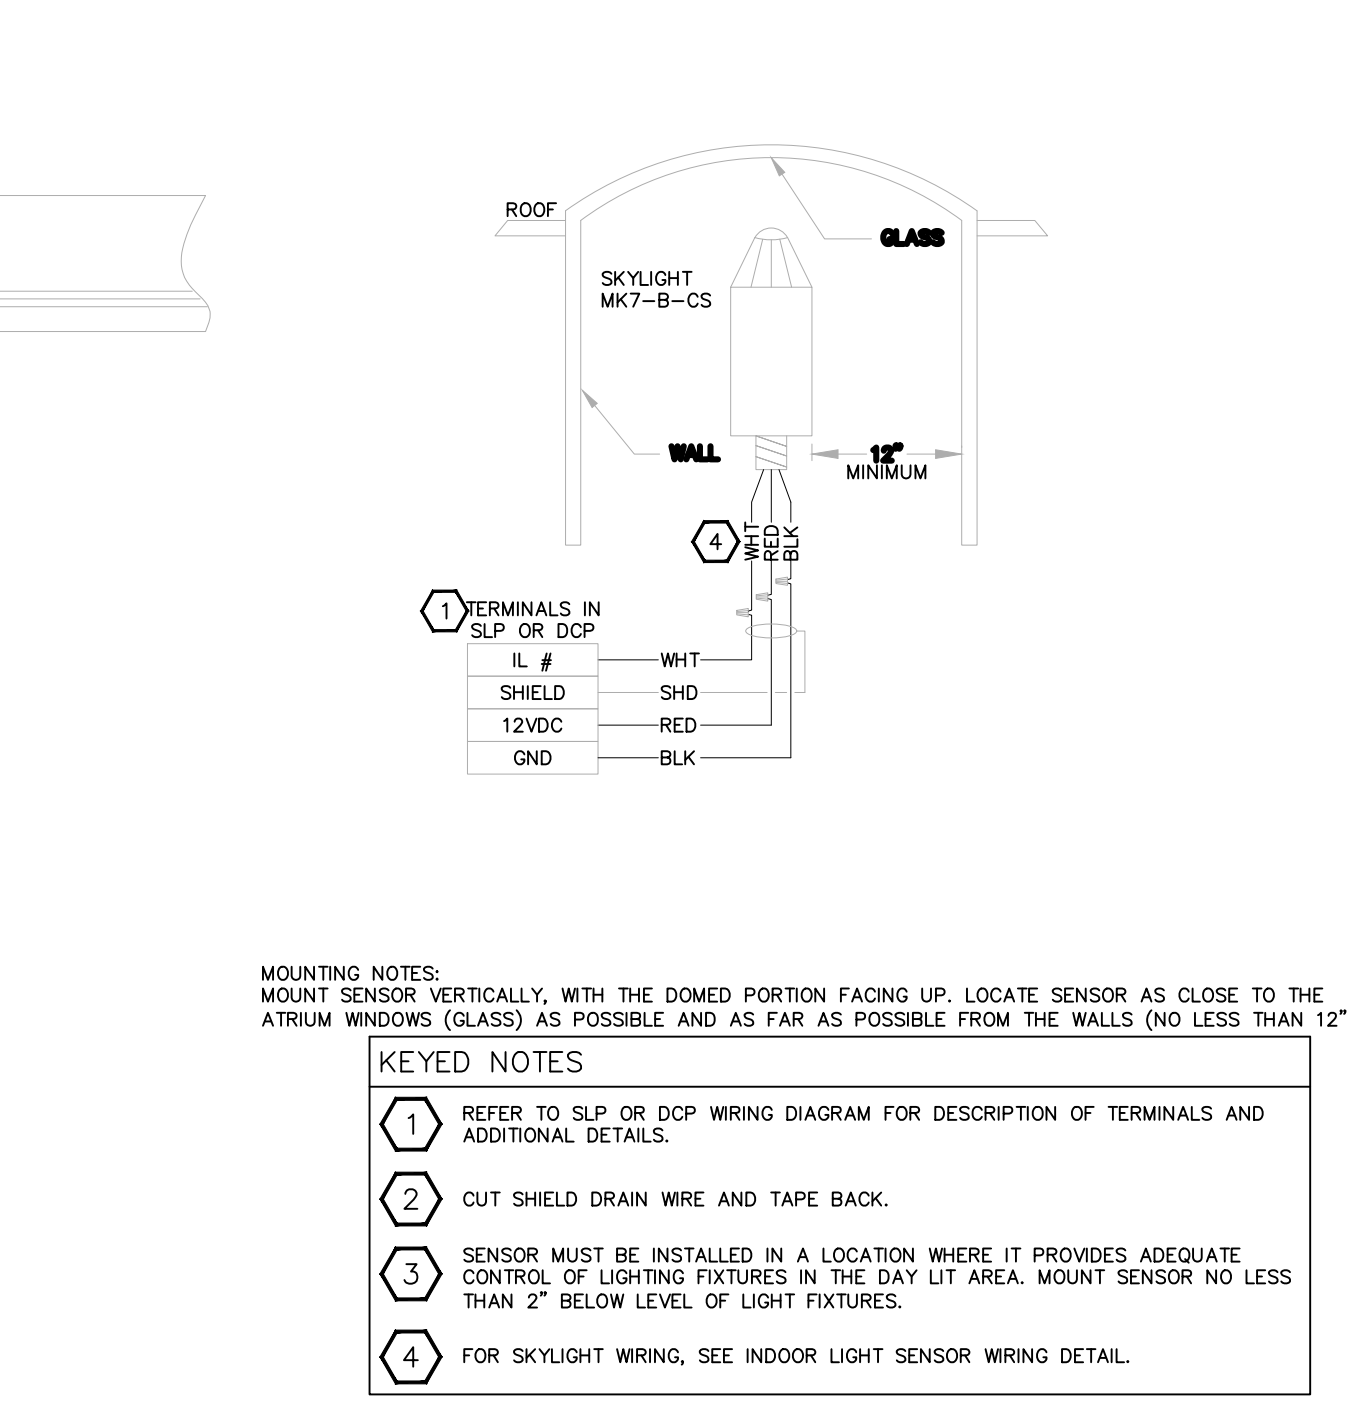 ROOF
GLASS
SKYLIGHT
MK7-B-CS
WALL
12"
MINIMUM
4
WHT
RED
BLK
1
TERMINALS IN
SLP OR DCP
IL #
WHT
SHIELD
SHD
12VDC
RED
GND
BLK
MOUNTING NOTES:
MOUNT SENSOR VERTICALLY, WITH THE DOMED PORTION FACING UP. LOCATE SENSOR AS CLOSE TO THE
ATRIUM WINDOWS (GLASS) AS POSSIBLE AND AS FAR AS POSSIBLE FROM THE WALLS (NO LESS THAN 12"
KEYED NOTES
1
REFER TO SLP OR DCP WIRING DIAGRAM FOR DESCRIPTION OF TERMINALS AND
ADDITIONAL DETAILS.
2
CUT SHIELD DRAIN WIRE AND TAPE BACK.
3
SENSOR MUST BE INSTALLED IN A LOCATION WHERE IT PROVIDES ADEQUATE
CONTROL OF LIGHTING FIXTURES IN THE DAY LIT AREA. MOUNT SENSOR NO LESS
THAN 2" BELOW LEVEL OF LIGHT FIXTURES.
4
FOR SKYLIGHT WIRING, SEE INDOOR LIGHT SENSOR WIRING DETAIL.